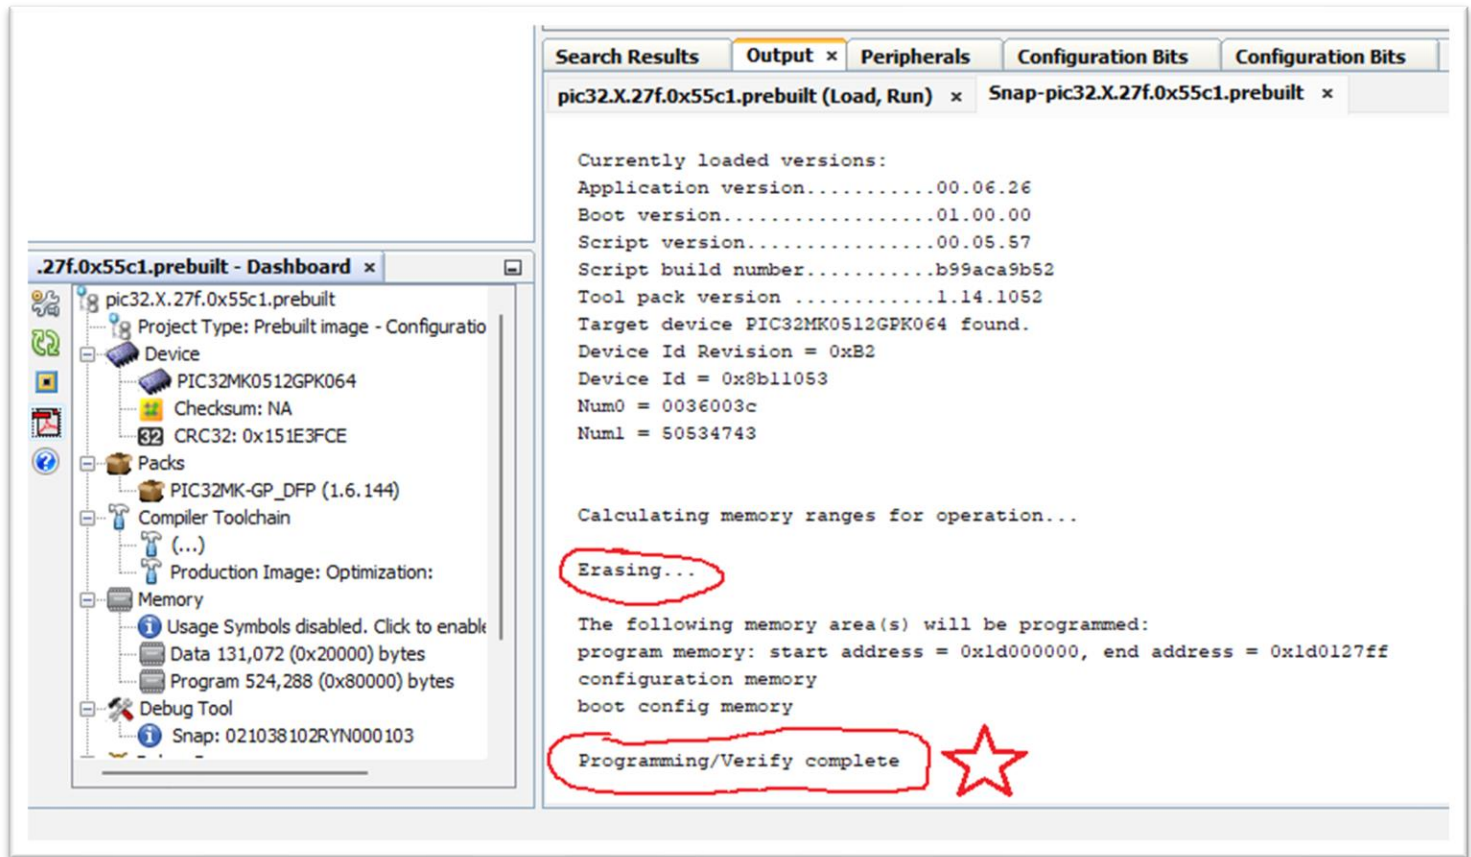 Search Results
Output ×
Peripherals
Configuration Bits
Configuration Bits
pic32.X.27f.0x55c1.prebuilt (Load, Run) ×
Snap-pic32.X.27f.0x55c1.prebuilt ×
Currently loaded versions:
Application version...........00.06.26
Boot version..................01.00.00
Script version................00.05.57
Script build number...........b99aca9b52
Tool pack version ............1.14.1052
Target device PIC32MK0512GPK064 found.
Device Id Revision = 0xB2
Device Id = 0x8b11053
Num0 = 0036003c
Num1 = 50534743
Calculating memory ranges for operation...
Erasing...
The following memory area(s) will be programmed:
program memory: start address = 0x1d000000, end address = 0x1d0127ff
configuration memory
boot config memory
Programming/Verify complete
.27f.0x55c1.prebuilt - Dashboard ×
pic32.X.27f.0x55c1.prebuilt
Project Type: Prebuilt image - Configuratio
Device
PIC32MK0512GPK064
Checksum: NA
32 CRC32: 0x151E3FCE
Packs
PIC32MK-GP_DFP (1.6.144)
Compiler Toolchain
(...)
Production Image: Optimization:
Memory
Usage Symbols disabled. Click to enable
Data 131,072 (0x20000) bytes
Program 524,288 (0x80000) bytes
Debug Tool
Snap: 021038102RYN000103